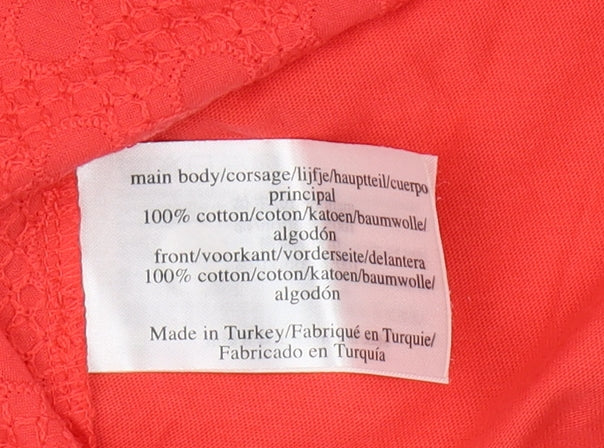 main body/corsage/lijfje/hauptteil/cuerpo
principal
100% cotton/coton/katoen/baumwolle/
algodón
front/voorkant/vorderseite/delantera
100% cotton/coton/katoen/baumwolle/
algodón
Made in Turkey/Fabriqué en Turquie/
Fabricado en Turquía